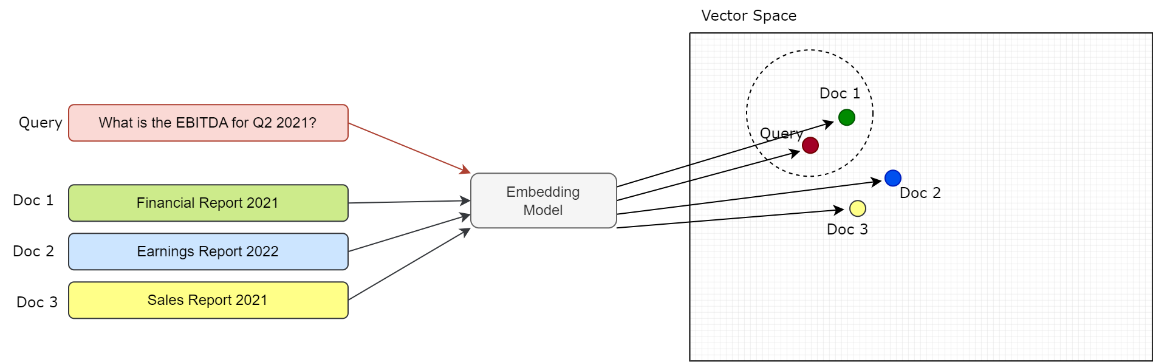 Vector Space
Query
What is the EBITDA for Q2 2021?
Doc 1
Financial Report 2021
Doc 2
Earnings Report 2022
Doc 3
Sales Report 2021
Embedding
Model
Doc 1
Query
Doc 2
Doc 3